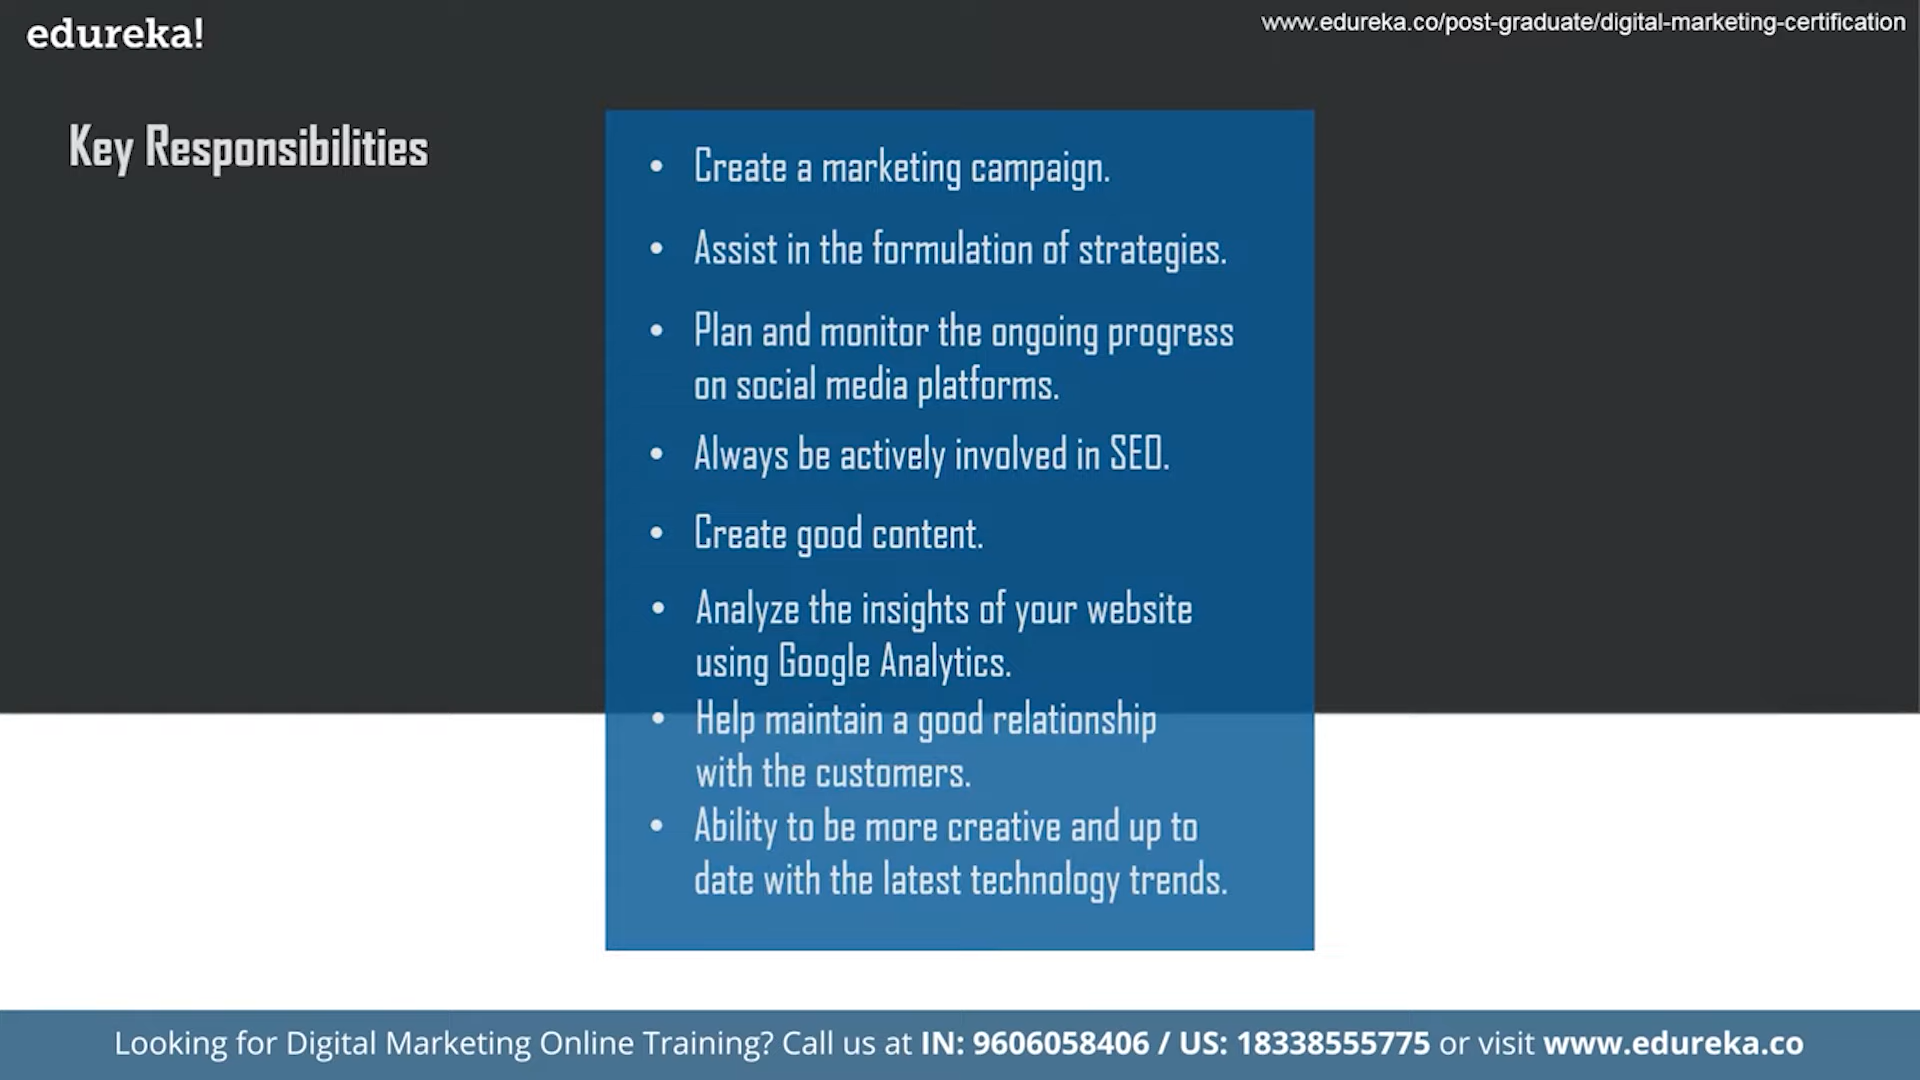 edureka!
www.edureka.co/post-graduate/digital-marketing-certification
Key Responsibilities
• Create a marketing campaign.
• Assist in the formulation of strategies.
• Plan and monitor the ongoing progress
on social media platforms.
• Always be actively involved in SEO.
• Create good content.
• Analyze the insights of your website
using Google Analytics.
• Help maintain a good relationship
with the customers.
• Ability to be more creative and up to
date with the latest technology trends.
Looking for Digital Marketing Online Training? Call us at IN: 9606058406 / US: 18338555775 or visit www.edureka.co